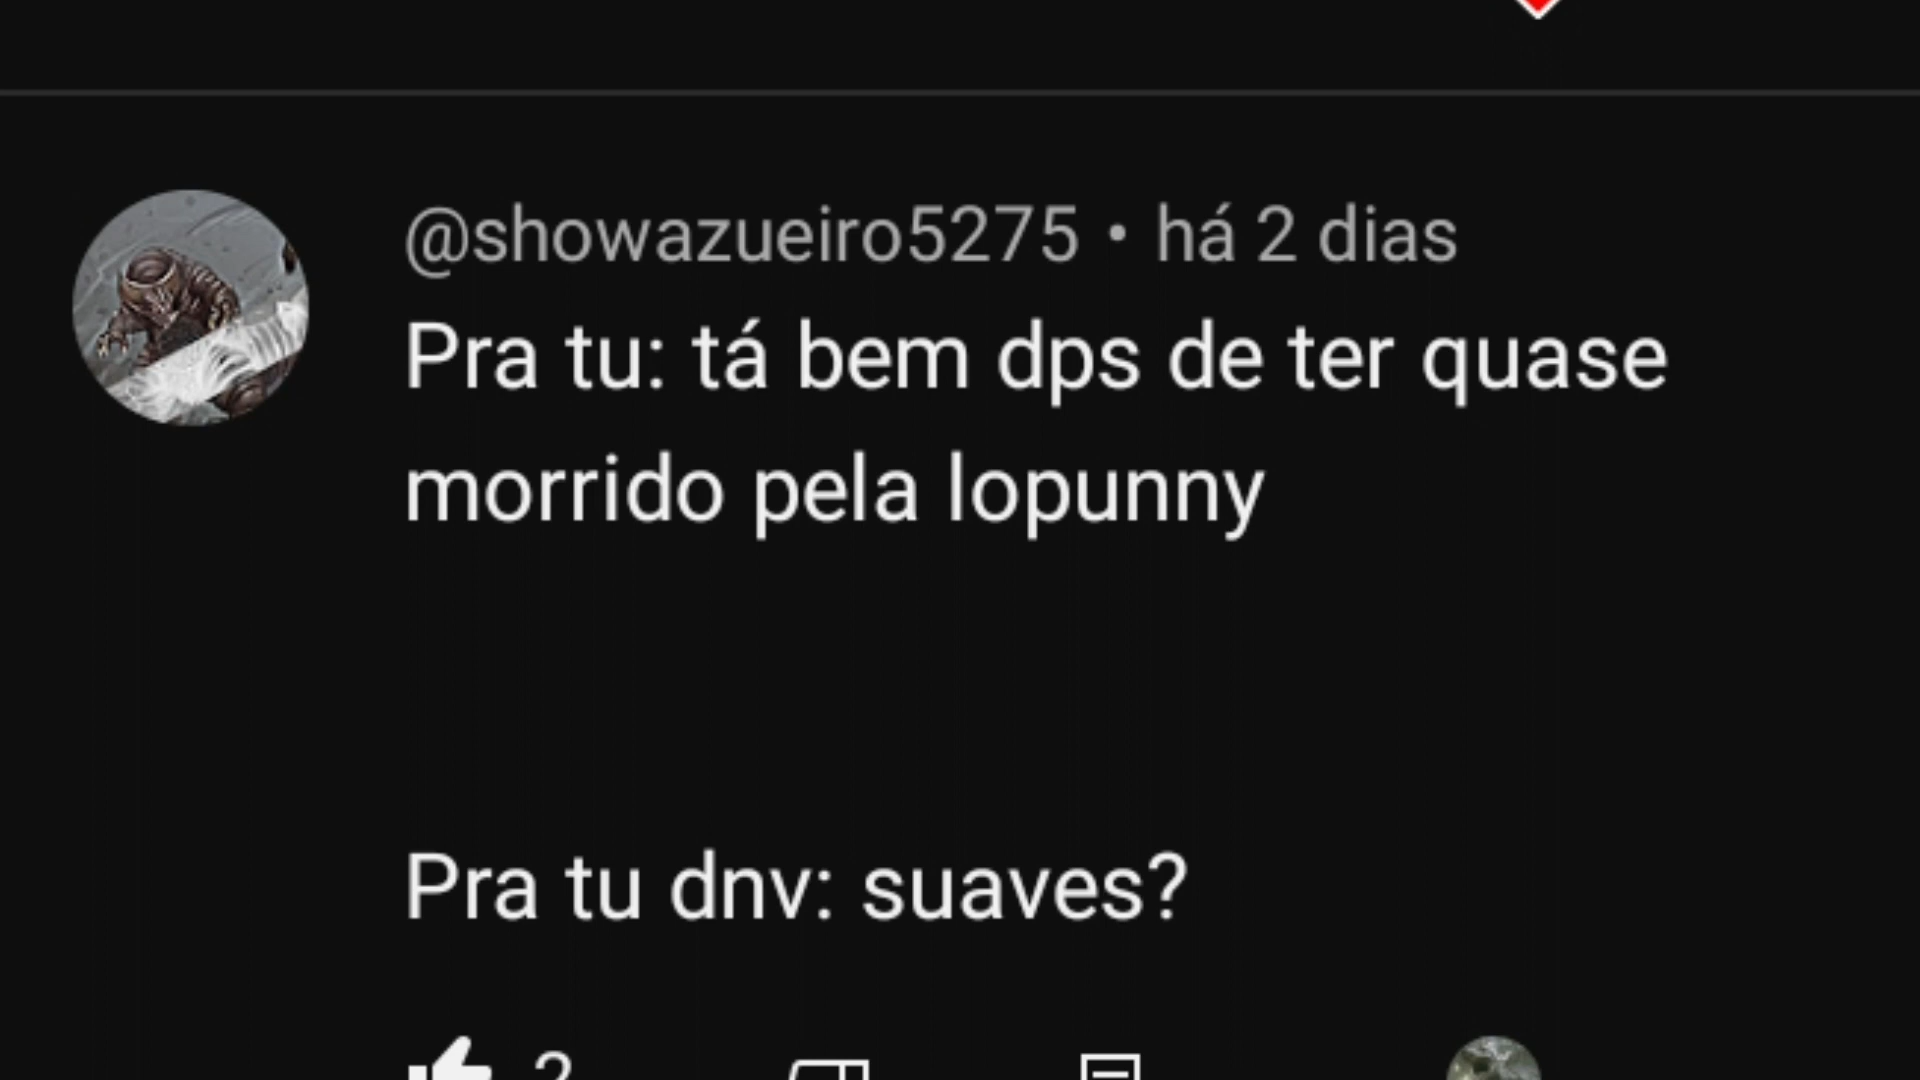 @showazueiro5275 • há 2 dias
Pra tu: tá bem dps de ter quase
morrido pela lopunny
Pra tu dnv: suaves?
2